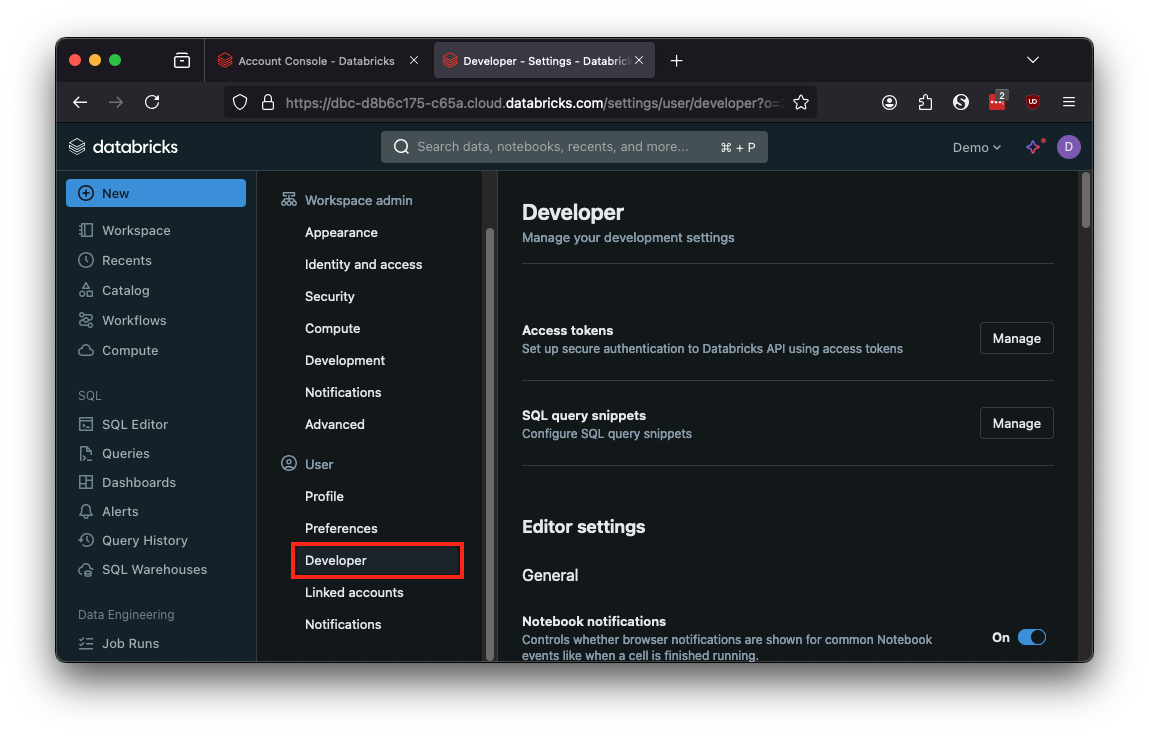 Account Console - Databricks
Developer - Settings - Databric
https://dbc-d8b6c175-c65a.cloud.databricks.com/settings/user/developer?o=
2
UD
databricks
Search data, notebooks, recents, and more...
⌘ + P
Demo
D
New
Workspace
Recents
Catalog
Workflows
Compute
SQL
SQL Editor
Queries
Dashboards
Alerts
Query History
SQL Warehouses
Data Engineering
Job Runs
Workspace admin
Appearance
Identity and access
Security
Compute
Development
Notifications
Advanced
User
Profile
Preferences
Developer
Linked accounts
Notifications
Developer
Manage your development settings
Access tokens
Set up secure authentication to Databricks API using access tokens
Manage
SQL query snippets
Configure SQL query snippets
Manage
Editor settings
General
Notebook notifications
Controls whether browser notifications are shown for common Notebook
events like when a cell is finished running.
On